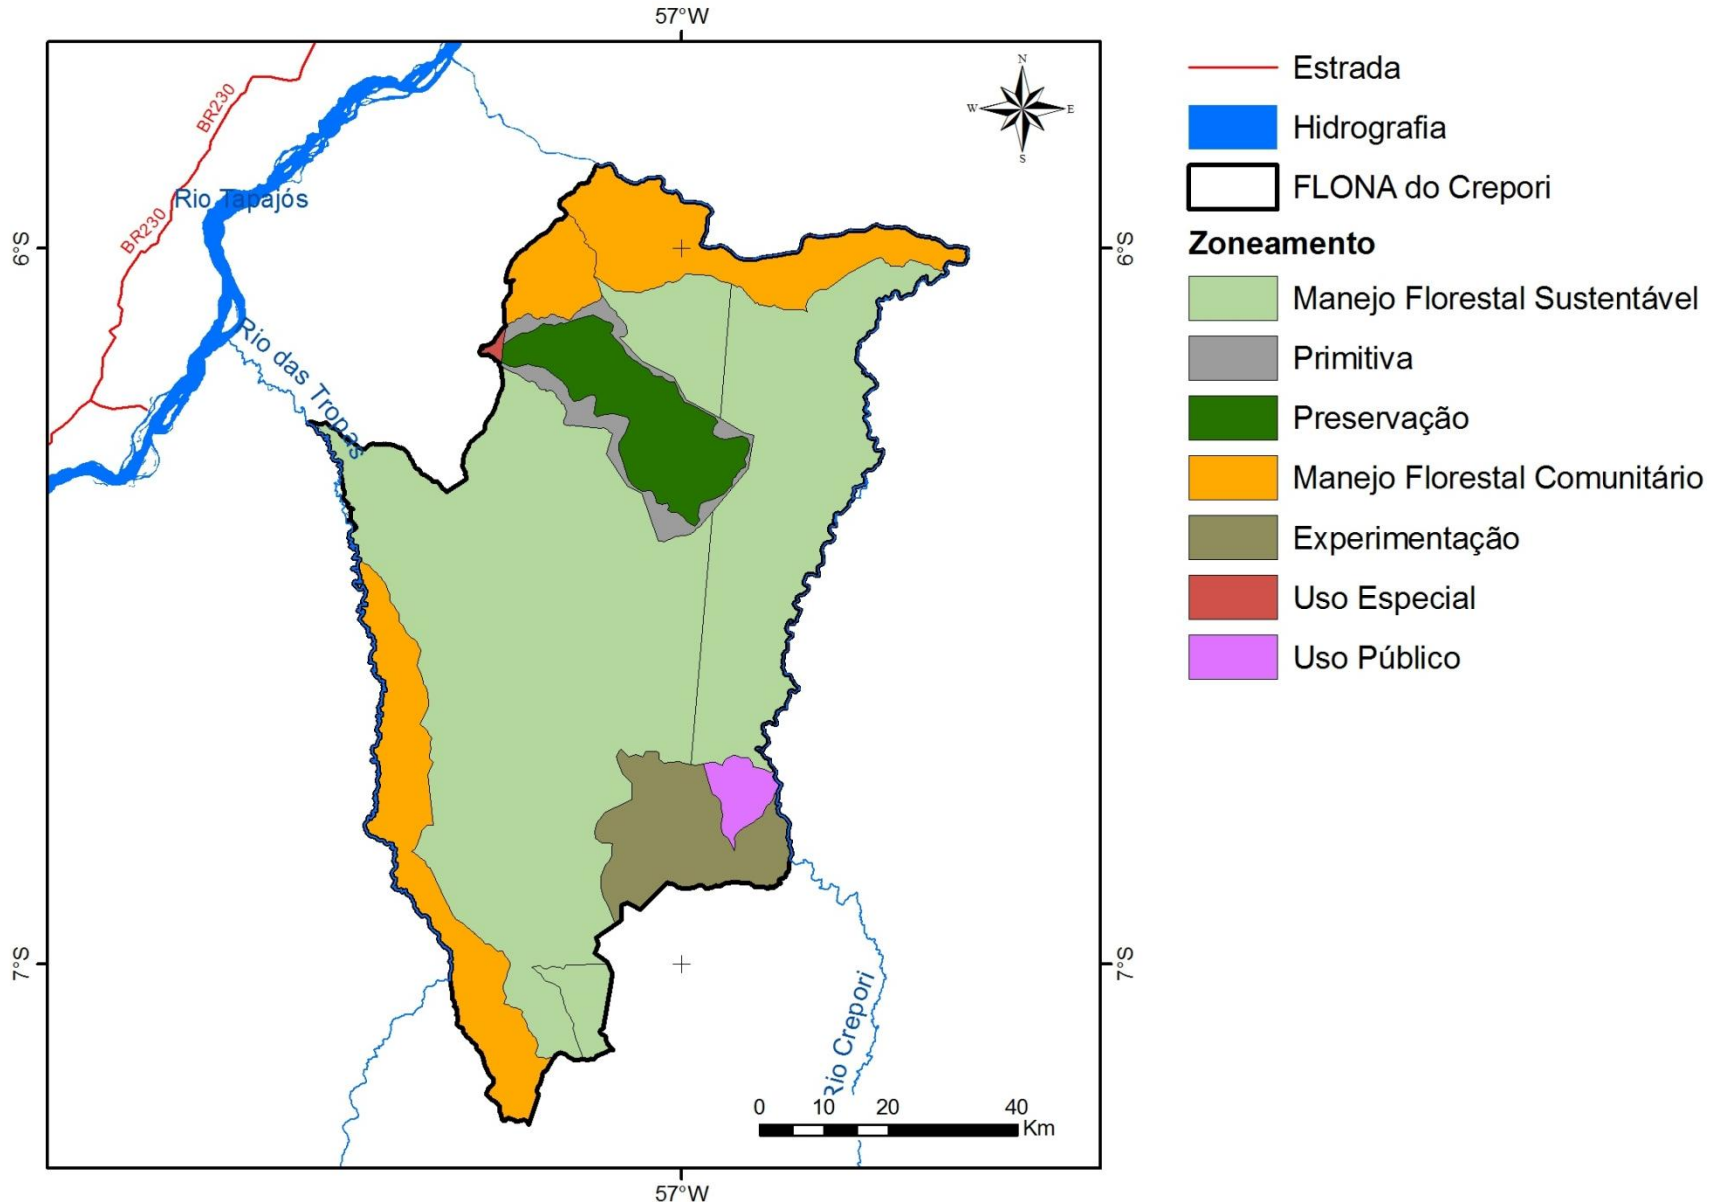 57°W
N
W
E
S
6°S
6°S
BR230
BR230
Rio Tapajós
Rio das Tropas
7°S
7°S
Rio Crepori
0 10 20 40
Km
57°W
Estrada
Hidrografia
FLONA do Crepori
Zoneamento
Manejo Florestal Sustentável
Primitiva
Preservação
Manejo Florestal Comunitário
Experimentação
Uso Especial
Uso Público